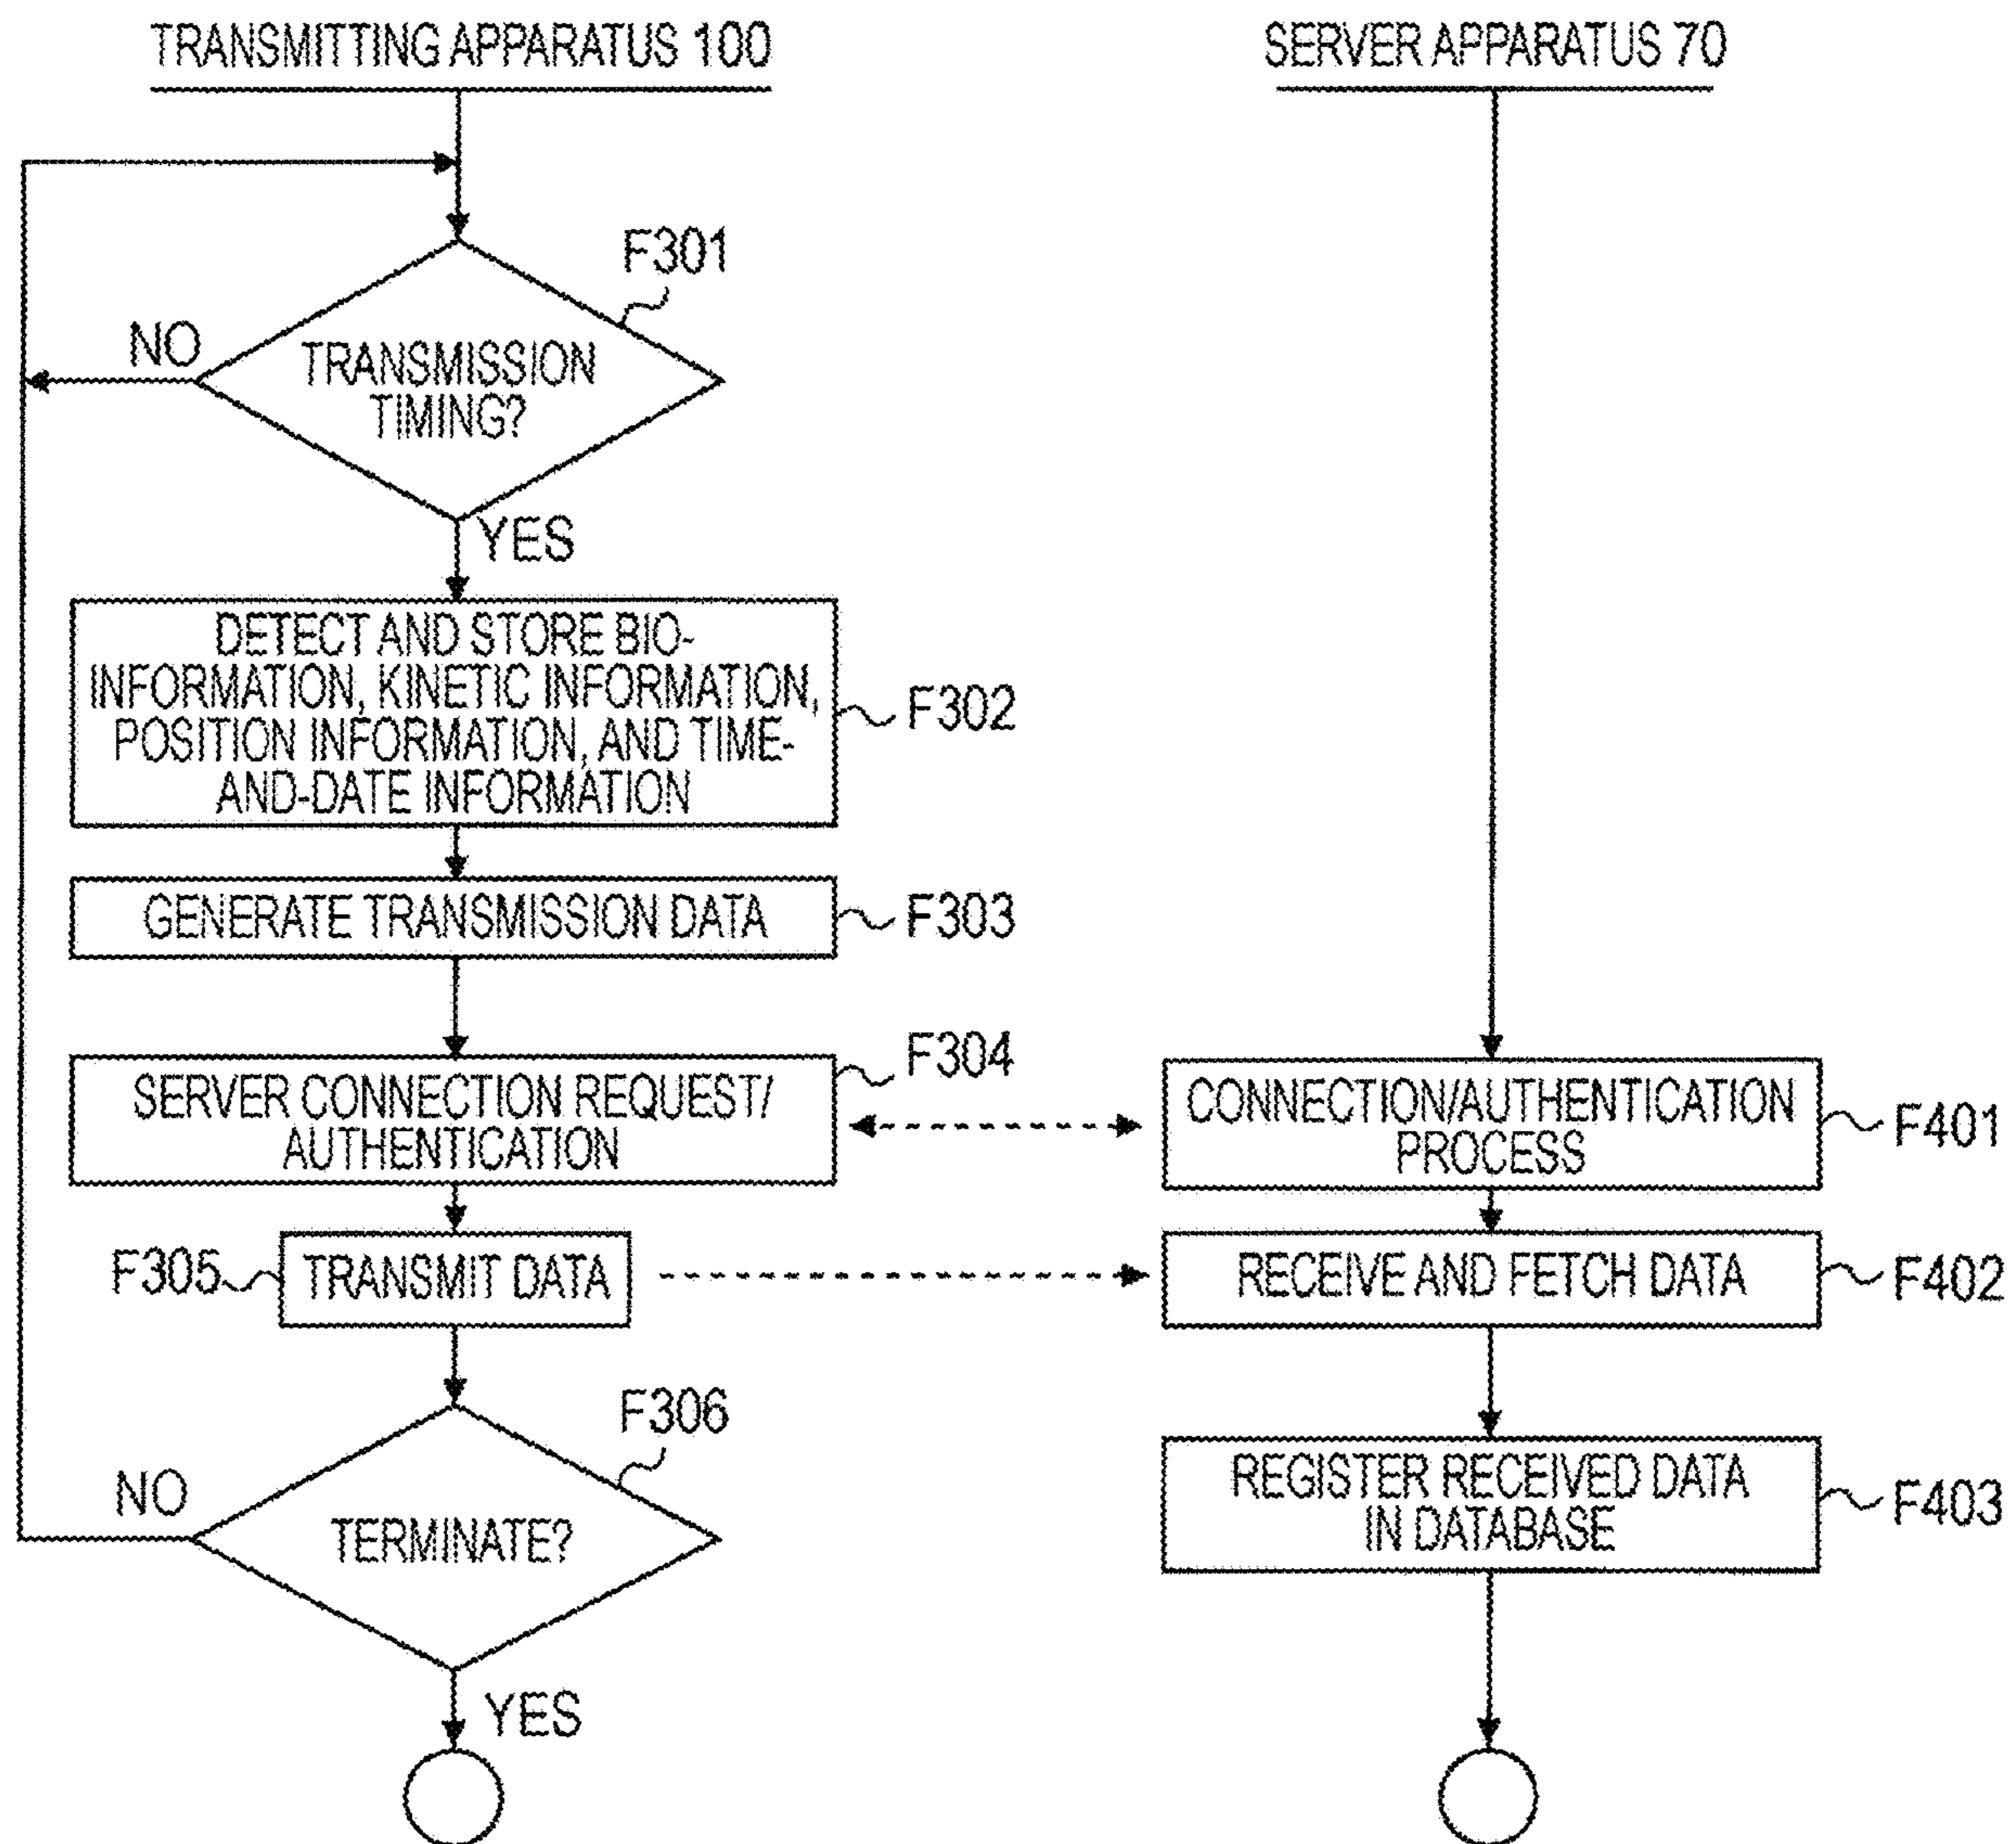 TRANSMITTING APPARATUS 100
SERVER APPARATUS 70
F301
NO
TRANSMISSION
TIMING?
YES
DETECT AND STORE BIO-
INFORMATION, KINETIC INFORMATION,
POSITION INFORMATION, AND TIME-
AND-DATE INFORMATION
F302
GENERATE TRANSMISSION DATA
F303
SERVER CONNECTION REQUEST/
AUTHENTICATION
F304
CONNECTION/AUTHENTICATION
PROCESS
F401
F305
TRANSMIT DATA
RECEIVE AND FETCH DATA
F402
F306
NO
TERMINATE?
YES
REGISTER RECEIVED DATA
IN DATABASE
F403